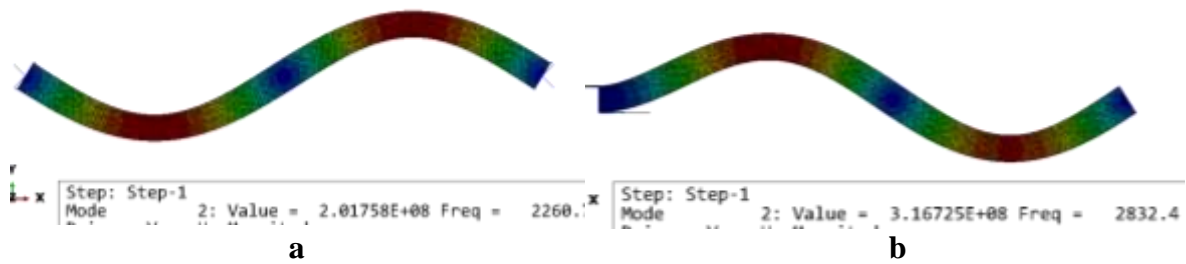 Y
X
Step: Step-1
Mode 2: Value = 2.01758E+08 Freq = 2260.
X
Step: Step-1
Mode 2: Value = 3.16725E+08 Freq = 2832.4
a
b